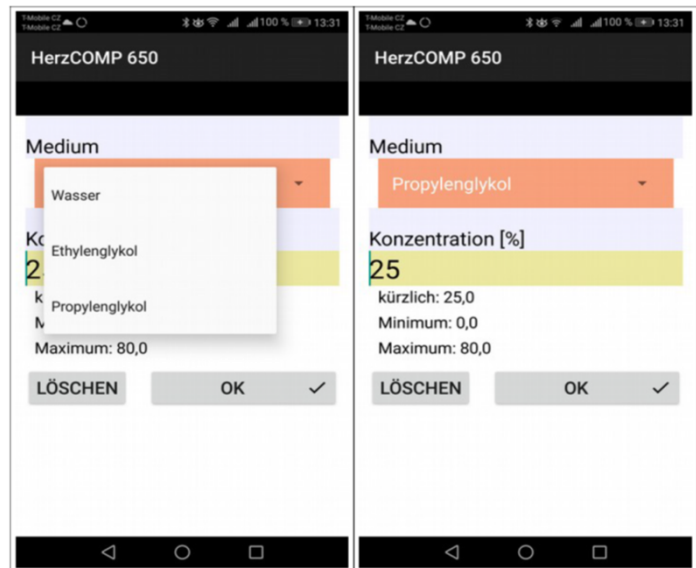 T-Mobile CZ
T-Mobile CZ
100 %
13:31
HerzCOMP 650
Medium
Wasser
Ethylenglykol
Propylenglykol
Maximum: 80,0
LÖSCHEN
OK
T-Mobile CZ
T-Mobile CZ
100 %
13:31
HerzCOMP 650
Medium
Propylenglykol
Konzentration [%]
25
kürzlich: 25,0
Minimum: 0,0
Maximum: 80,0
LÖSCHEN
OK